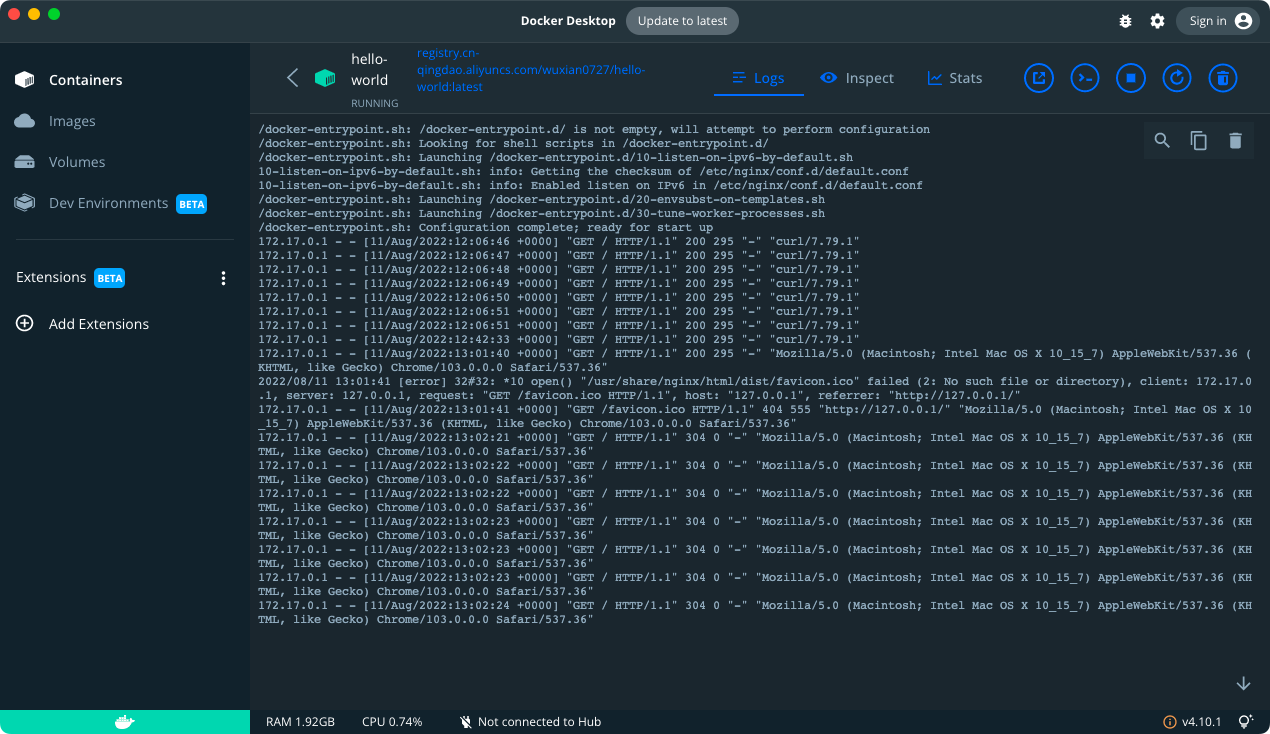 Docker Desktop
Update to latest
Sign in
Containers
Images
Volumes
Dev Environments BETA
Extensions BETA
Add Extensions
hello-
world
RUNNING
registry.cn-
qingdao.aliyuncs.com/wuxian0727/hello-
world:latest
Logs
Inspect
Stats
/docker-entrypoint.sh: /docker-entrypoint.d/ is not empty, will attempt to perform configuration
/docker-entrypoint.sh: Looking for shell scripts in /docker-entrypoint.d/
/docker-entrypoint.sh: Launching /docker-entrypoint.d/10-listen-on-ipv6-by-default.sh
10-listen-on-ipv6-by-default.sh: info: Getting the checksum of /etc/nginx/conf.d/default.conf
10-listen-on-ipv6-by-default.sh: info: Enabled listen on IPv6 in /etc/nginx/conf.d/default.conf
/docker-entrypoint.sh: Launching /docker-entrypoint.d/20-envsubst-on-templates.sh
/docker-entrypoint.sh: Launching /docker-entrypoint.d/30-tune-worker-processes.sh
/docker-entrypoint.sh: Configuration complete; ready for start up
172.17.0.1 - - [11/Aug/2022:12:06:46 +0000] "GET / HTTP/1.1" 200 295 "-" "curl/7.79.1"
172.17.0.1 - - [11/Aug/2022:12:06:47 +0000] "GET / HTTP/1.1" 200 295 "-" "curl/7.79.1"
172.17.0.1 - - [11/Aug/2022:12:06:48 +0000] "GET / HTTP/1.1" 200 295 "-" "curl/7.79.1"
172.17.0.1 - - [11/Aug/2022:12:06:49 +0000] "GET / HTTP/1.1" 200 295 "-" "curl/7.79.1"
172.17.0.1 - - [11/Aug/2022:12:06:50 +0000] "GET / HTTP/1.1" 200 295 "-" "curl/7.79.1"
172.17.0.1 - - [11/Aug/2022:12:06:51 +0000] "GET / HTTP/1.1" 200 295 "-" "curl/7.79.1"
172.17.0.1 - - [11/Aug/2022:12:06:51 +0000] "GET / HTTP/1.1" 200 295 "-" "curl/7.79.1"
172.17.0.1 - - [11/Aug/2022:12:42:33 +0000] "GET / HTTP/1.1" 200 295 "-" "curl/7.79.1"
172.17.0.1 - - [11/Aug/2022:13:01:40 +0000] "GET / HTTP/1.1" 200 295 "-" "Mozilla/5.0 (Macintosh; Intel Mac OS X 10_15_7) AppleWebKit/537.36 (
KHTML, like Gecko) Chrome/103.0.0.0 Safari/537.36"
2022/08/11 13:01:41 [error] 32#32: *10 open() "/usr/share/nginx/html/dist/favicon.ico" failed (2: No such file or directory), client: 172.17.0
.1, server: 127.0.0.1, request: "GET /favicon.ico HTTP/1.1", host: "127.0.0.1", referrer: "http://127.0.0.1/"
172.17.0.1 - - [11/Aug/2022:13:01:41 +0000] "GET /favicon.ico HTTP/1.1" 404 555 "http://127.0.0.1/" "Mozilla/5.0 (Macintosh; Intel Mac OS X 10
_15_7) AppleWebKit/537.36 (KHTML, like Gecko) Chrome/103.0.0.0 Safari/537.36"
172.17.0.1 - - [11/Aug/2022:13:02:21 +0000] "GET / HTTP/1.1" 304 0 "-" "Mozilla/5.0 (Macintosh; Intel Mac OS X 10_15_7) AppleWebKit/537.36 (KH
TML, like Gecko) Chrome/103.0.0.0 Safari/537.36"
172.17.0.1 - - [11/Aug/2022:13:02:22 +0000] "GET / HTTP/1.1" 304 0 "-" "Mozilla/5.0 (Macintosh; Intel Mac OS X 10_15_7) AppleWebKit/537.36 (KH
TML, like Gecko) Chrome/103.0.0.0 Safari/537.36"
172.17.0.1 - - [11/Aug/2022:13:02:22 +0000] "GET / HTTP/1.1" 304 0 "-" "Mozilla/5.0 (Macintosh; Intel Mac OS X 10_15_7) AppleWebKit/537.36 (KH
TML, like Gecko) Chrome/103.0.0.0 Safari/537.36"
172.17.0.1 - - [11/Aug/2022:13:02:23 +0000] "GET / HTTP/1.1" 304 0 "-" "Mozilla/5.0 (Macintosh; Intel Mac OS X 10_15_7) AppleWebKit/537.36 (KH
TML, like Gecko) Chrome/103.0.0.0 Safari/537.36"
172.17.0.1 - - [11/Aug/2022:13:02:23 +0000] "GET / HTTP/1.1" 304 0 "-" "Mozilla/5.0 (Macintosh; Intel Mac OS X 10_15_7) AppleWebKit/537.36 (KH
TML, like Gecko) Chrome/103.0.0.0 Safari/537.36"
172.17.0.1 - - [11/Aug/2022:13:02:23 +0000] "GET / HTTP/1.1" 304 0 "-" "Mozilla/5.0 (Macintosh; Intel Mac OS X 10_15_7) AppleWebKit/537.36 (KH
TML, like Gecko) Chrome/103.0.0.0 Safari/537.36"
172.17.0.1 - - [11/Aug/2022:13:02:24 +0000] "GET / HTTP/1.1" 304 0 "-" "Mozilla/5.0 (Macintosh; Intel Mac OS X 10_15_7) AppleWebKit/537.36 (KH
TML, like Gecko) Chrome/103.0.0.0 Safari/537.36"
RAM 1.92GB
CPU 0.74%
Not connected to Hub
v4.10.1